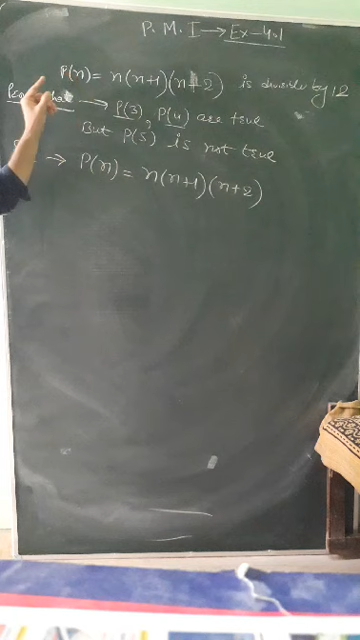 P. M. I → Ex-4.1
P(n) = n(n+1)(n+2) is divisible by 12
→ P(3), P(4) are true
But P(5) is not true
→ P(n) = n(n+1)(n+2)